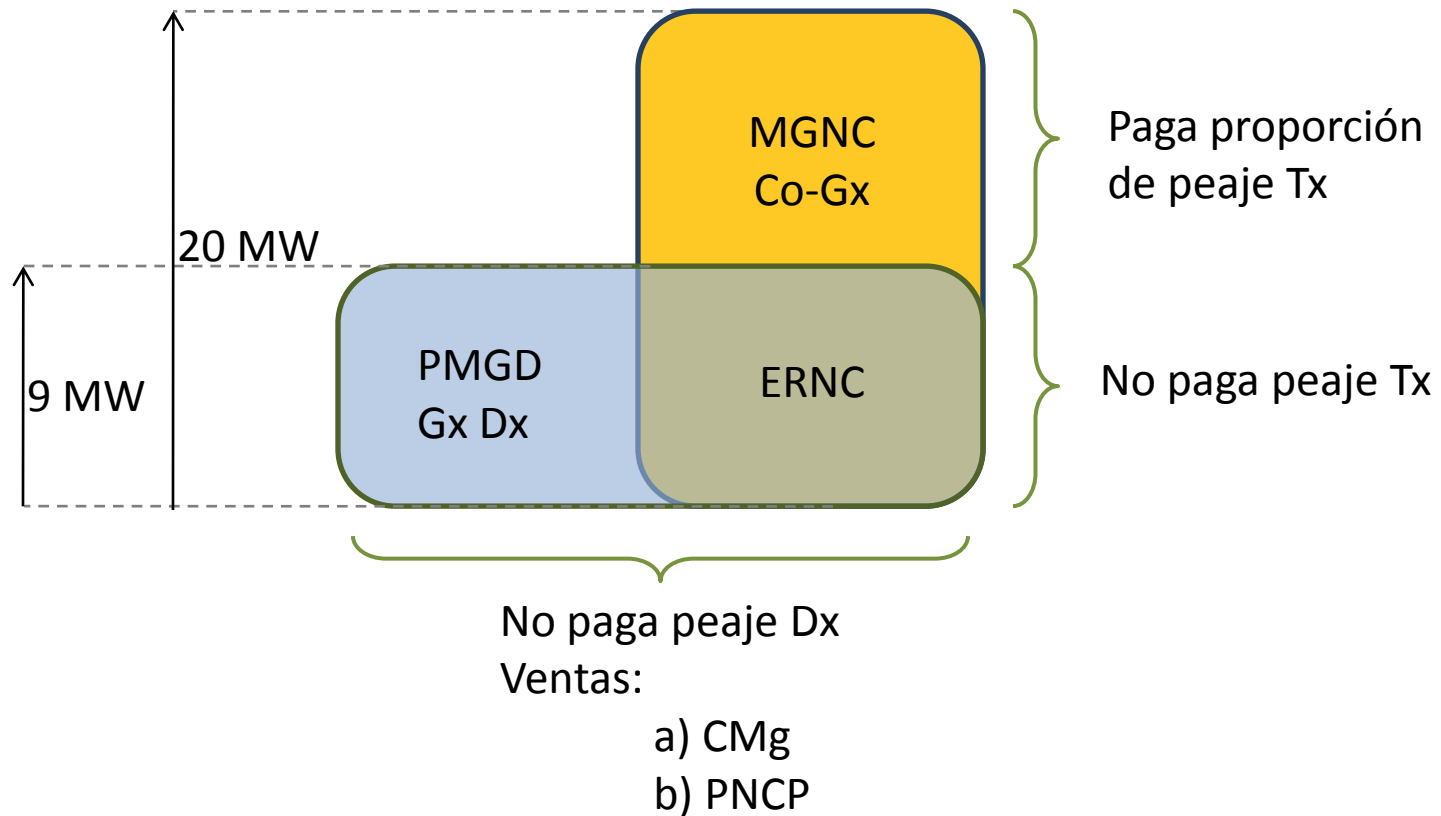 MGNC
Co-Gx
Paga proporción
de peaje Tx
20 MW
9 MW
PMGD
Gx Dx
ERNC
No paga peaje Tx
No paga peaje Dx
Ventas:
a) CMg
b) PNCP